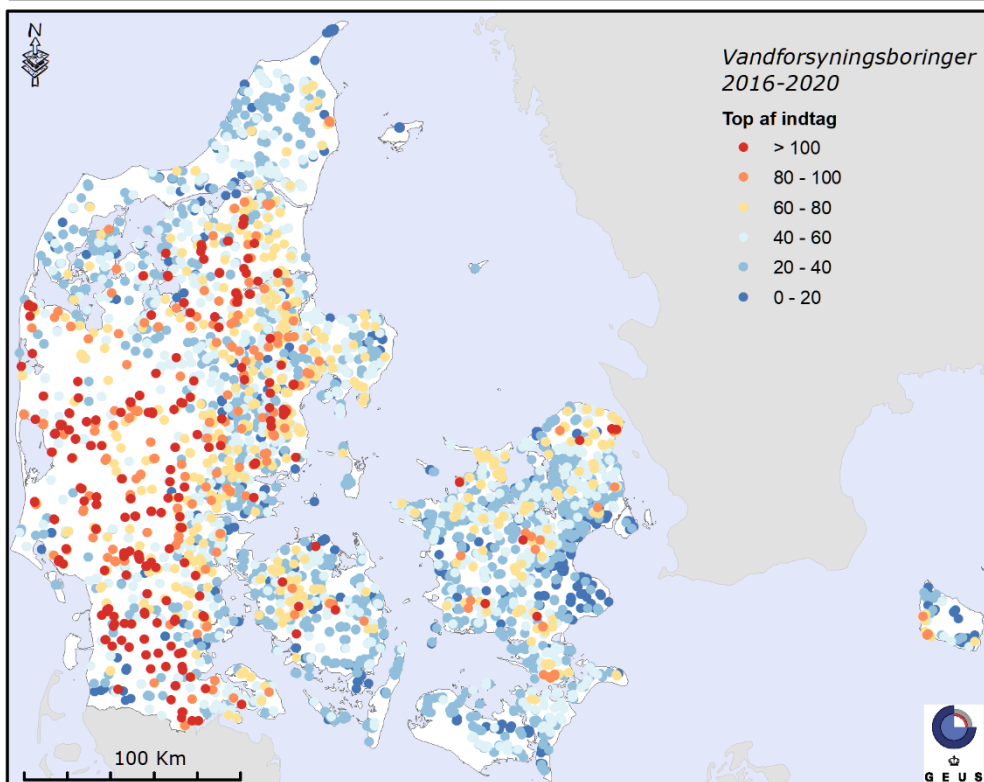 N
Vandforsyningsboringer
2016-2020
Top af indtag
> 100
80 - 100
60 - 80
40 - 60
20 - 40
0 - 20
100 Km
G E U S